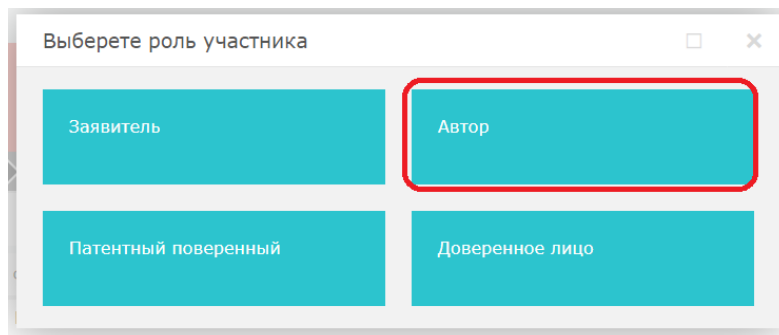 Выберете роль участника
Заявитель
Автор
Патентный поверенный
Доверенное лицо